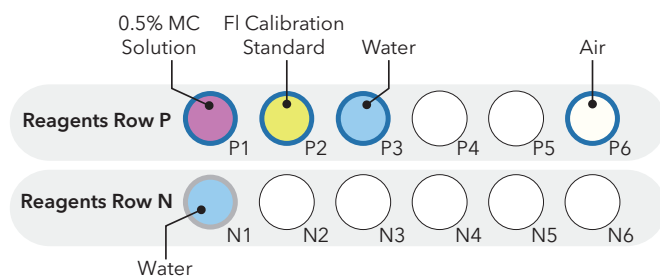 0.5% MC
Solution
Fl Calibration
Standard
Water
Air
Reagents Row P
P1
P2
P3
P4
P5
P6
Reagents Row N
N1
N2
N3
N4
N5
N6
Water